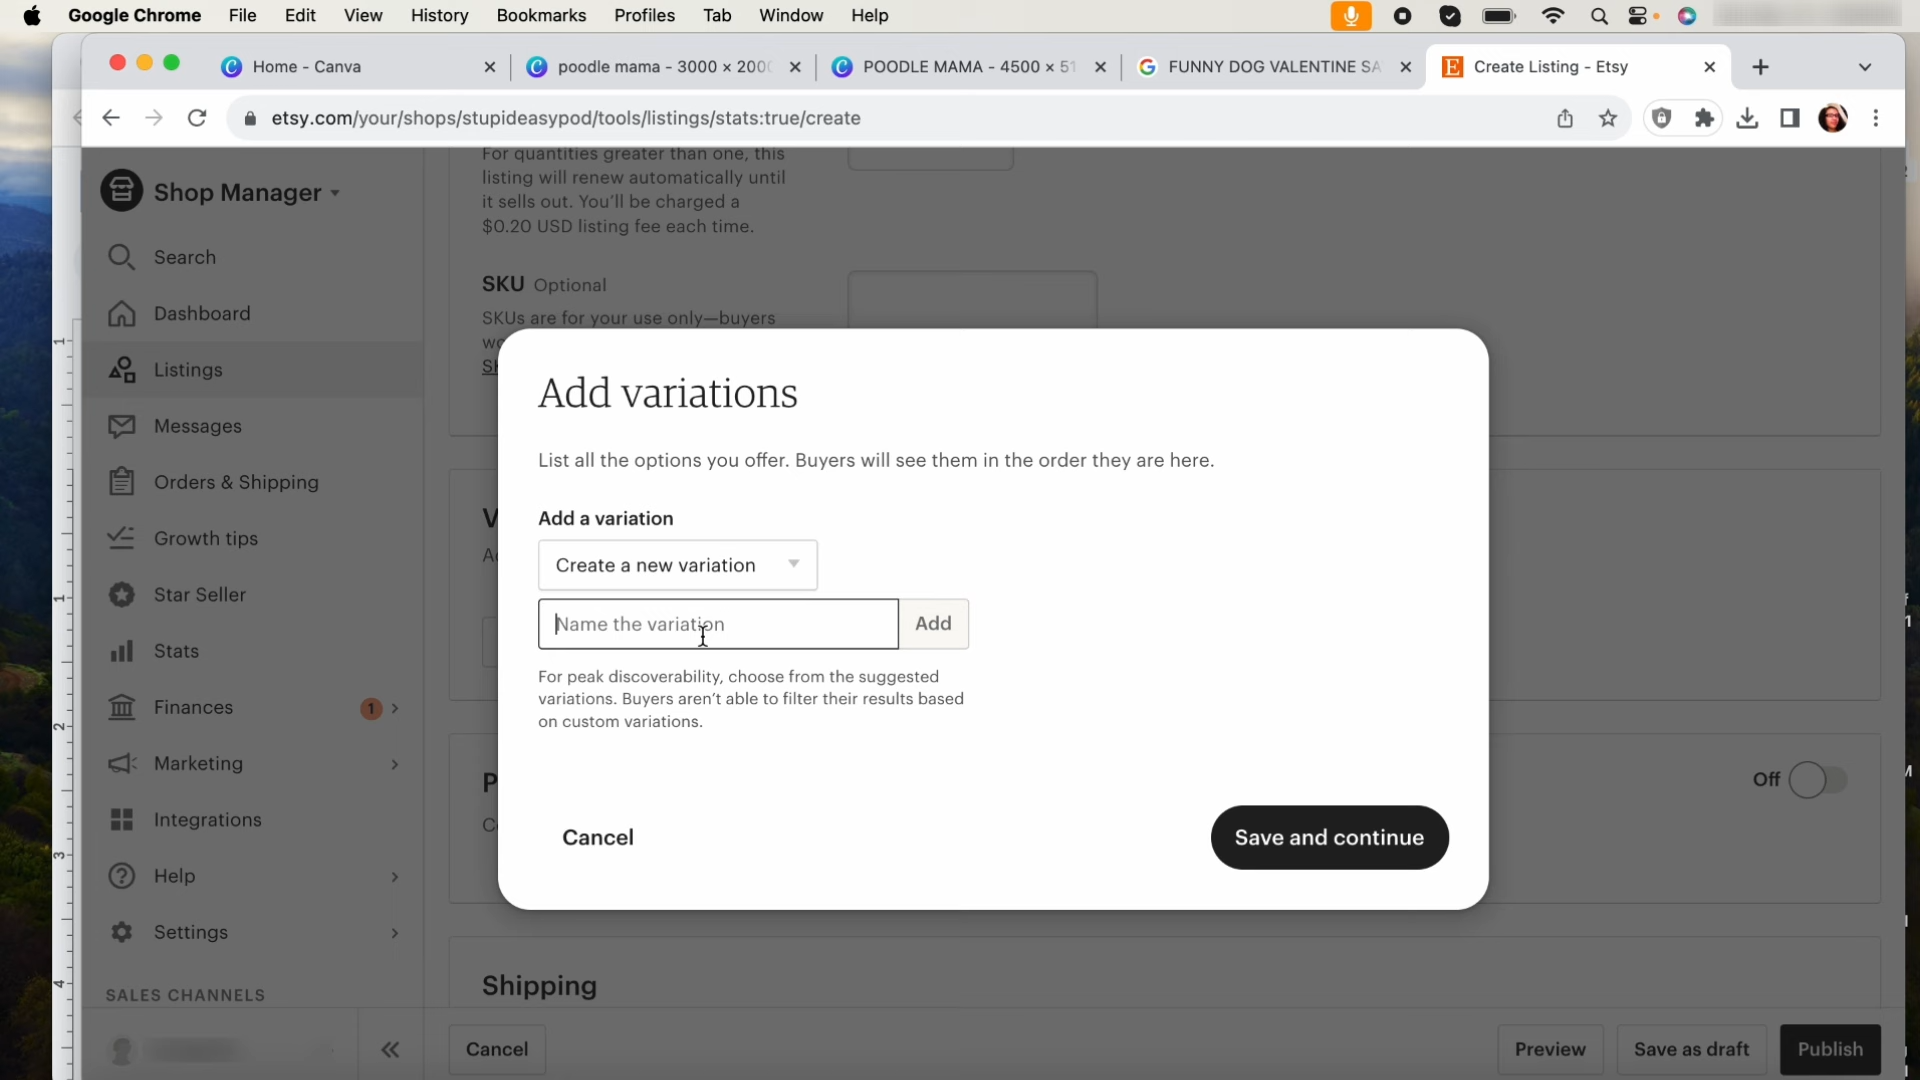 Google Chrome File Edit View History Bookmarks Profiles Tab Window Help
Home - Canva
poodle mama - 3000 × 200
POODLE MAMA - 4500 × 51
FUNNY DOG VALENTINE SA
Create Listing - Etsy
etsy.com/your/shops/stupideasypod/tools/listings/stats:true/create
Shop Manager
Search
Dashboard
Listings
Messages
Orders & Shipping
Growth tips
Star Seller
Stats
Finances 1
Marketing
Integrations
Help
Settings
SALES CHANNELS
For quantities greater than one, this
listing will renew automatically until
it sells out. You'll be charged a
$0.20 USD listing fee each time.
SKU Optional
SKUs are for your use only—buyers
Add variations
List all the options you offer. Buyers will see them in the order they are here.
Add a variation
Create a new variation
Name the variation
Add
For peak discoverability, choose from the suggested
variations. Buyers aren't able to filter their results based
on custom variations.
Cancel
Save and continue
Off
Shipping
Cancel
Preview
Save as draft
Publish